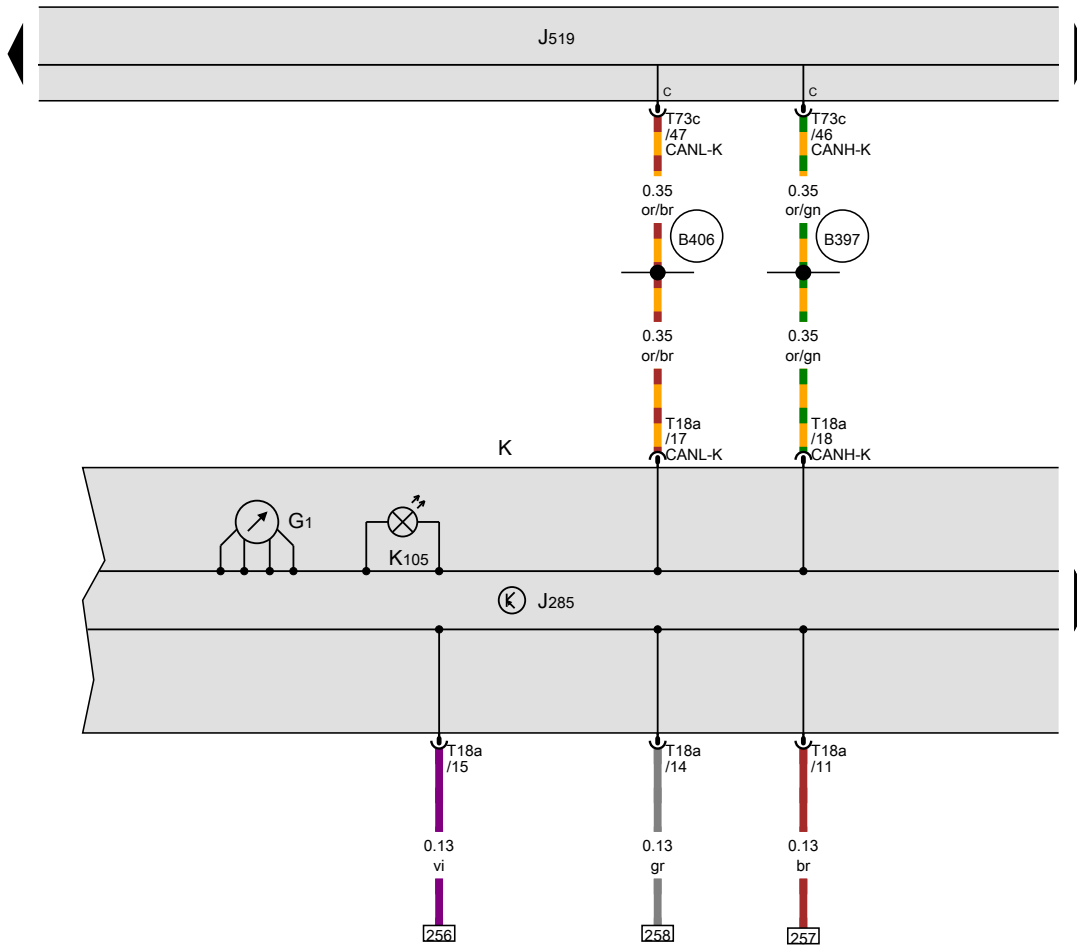 J519
C
C
T73c
/47
CANL-K
T73c
/46
CANH-K
0.35
or/br
0.35
or/gn
B406
B397
0.35
or/br
0.35
or/gn
T18a
/17
CANL-K
T18a
/18
CANH-K
K
G1
K105
J285
T18a
/15
T18a
/14
T18a
/11
0.13
vi
0.13
gr
0.13
br
256
258
257